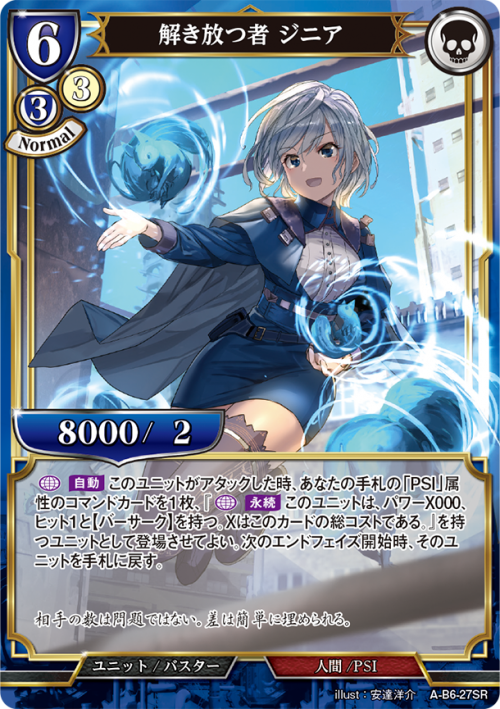 6
解き放つ者 ジニア
3
3
Normal
8000/ 2
自動 このユニットがアタックした時、あなたの手札の「PSI」属
性のコマンドカードを1枚、「 永続 このユニットは、パワーX000、
ヒット1と【バーサーク】を持つ。Xはこのカードの総コストである。」を持
つユニットとして登場させてよい。次のエンドフェイズ開始時、そのユ
ニットを手札に戻す。
相手の数は問題ではない。差は簡単に埋められる。
ユニット / バスター
人間 /PSI
illust：安達洋介 A-B6-27SR